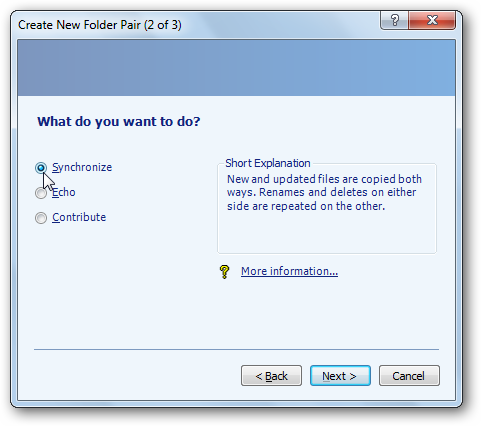 Create New Folder Pair (2 of 3)
What do you want to do?
Synchronize
Echo
Contribute
Short Explanation
New and updated files are copied both
ways. Renames and deletes on either
side are repeated on the other.
More information...
< Back
Next >
Cancel